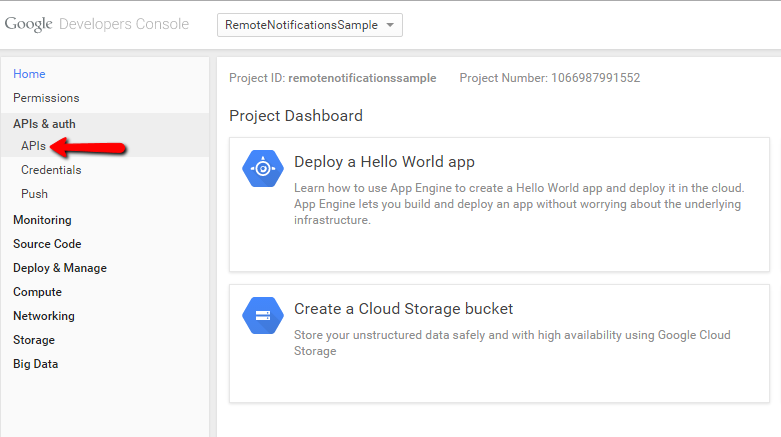 Google Developers Console
RemoteNotificationsSample
Home
Permissions
APIs & auth
APIs
Credentials
Push
Monitoring
Source Code
Deploy & Manage
Compute
Networking
Storage
Big Data
Project ID: remotenotificationssample Project Number: 1066987991552
Project Dashboard
Deploy a Hello World app
Learn how to use App Engine to create a Hello World app and deploy it in the cloud.
App Engine lets you build and deploy an app without worrying about the underlying
infrastructure.
Create a Cloud Storage bucket
Store your unstructured data safely and with high availability using Google Cloud
Storage